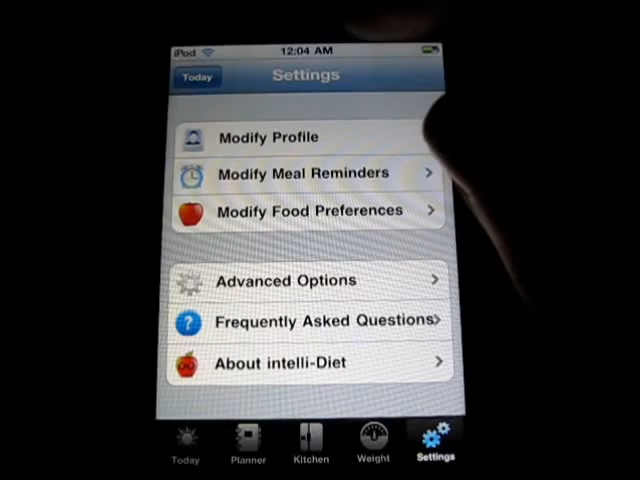 iPod 12:04 AM
Today Settings
Modify Profile
Modify Meal Reminders
Modify Food Preferences
Advanced Options
Frequently Asked Questions
About intelli-Diet
Today Planner Kitchen Weight Settings